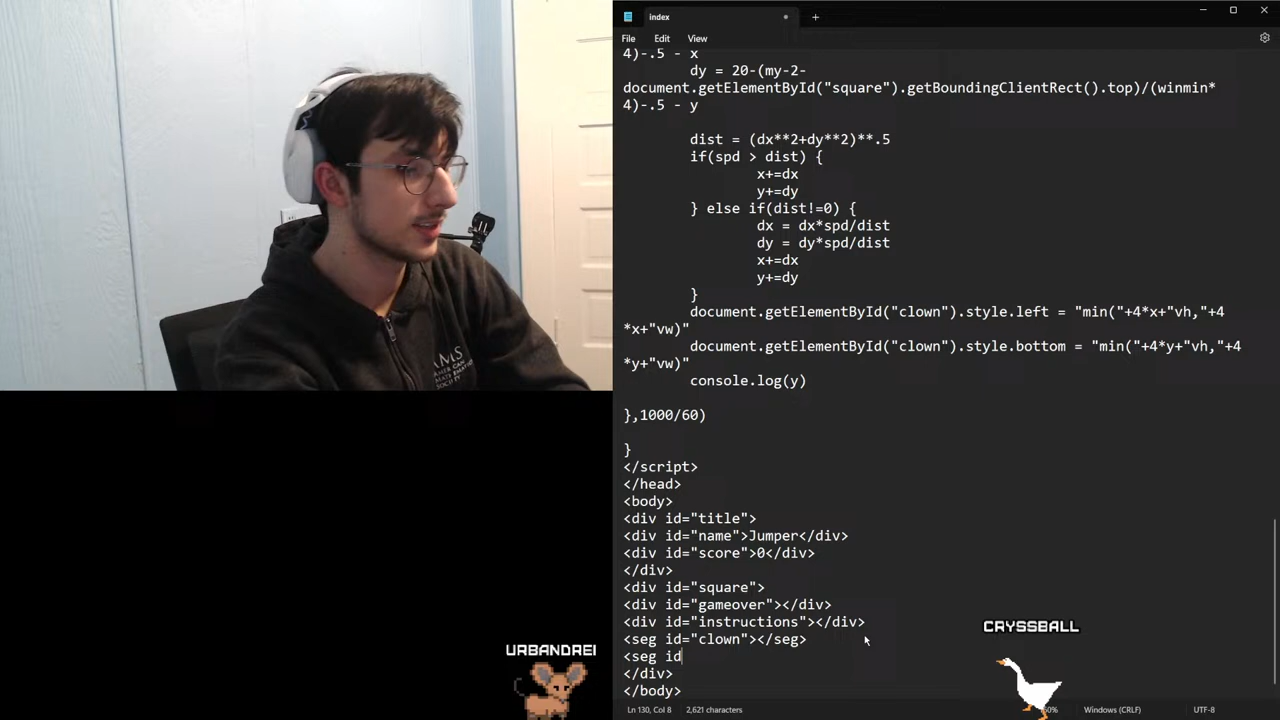 index
File Edit View
4)-.5 - x
dy = 20-(my-2-
document.getElementById("square").getBoundingClientRect().top)/(winmin*
4)-.5 - y
dist = (dx**2+dy**2)**.5
if(spd > dist) {
x+=dx
y+=dy
} else if(dist!=0) {
dx = dx*spd/dist
dy = dy*spd/dist
x+=dx
y+=dy
}
document.getElementById("clown").style.left = "min("+4*x+"vh,"+4
*x+"vw)"
document.getElementById("clown").style.bottom = "min("+4*y+"vh,"+4
*y+"vw)"
console.log(y)
},1000/60)
}
</script>
</head>
<body>
<div id="title">
<div id="name">Jumper</div>
<div id="score">0</div>
</div>
<div id="square">
<div id="gameover"></div>
<div id="instructions"></div>
<seg id="clown"></seg>
<seg id
</div>
</body>
Ln 130, Col 8 2,621 characters
Windows (CRLF) UTF-8
URBANDREI
CRYSSBALL